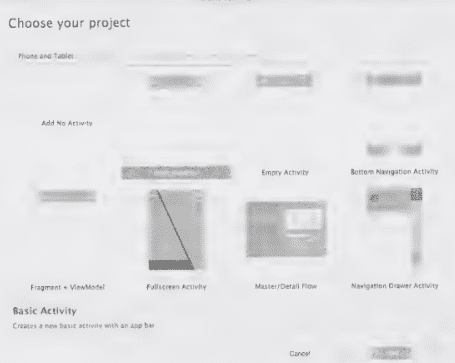 Choose your project
Phone and Tablet
Add No Activity
Empty Activity
Bottom Navigation Activity
Fragment + ViewModel
Fullscreen Activity
Master/Detail Flow
Navigation Drawer Activity
Basic Activity
Creates a new basic activity with an app bar
Cancel